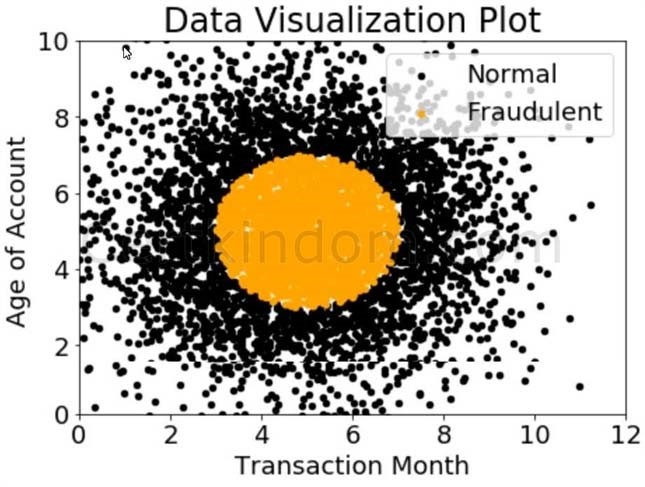 Data Visualization Plot
10
Normal
Fraudulent
8
6
4
2
0
Age of Account
0 2 4 6 8 10 12
Transaction Month